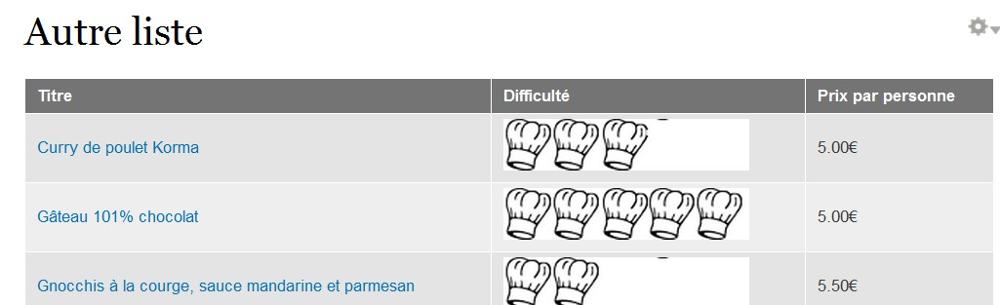 Autre liste
Titre Difficulté Prix par personne
Curry de poulet Korma 5.00€
Gâteau 101% chocolat 5.00€
Gnocchis à la courge, sauce mandarine et parmesan 5.50€